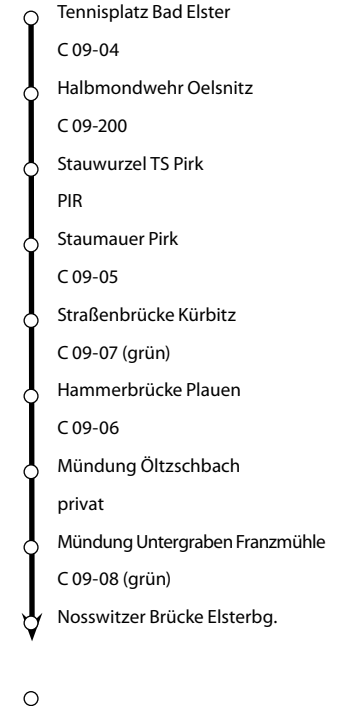 Tennisplatz Bad Elster
C 09-04
Halbmondwehr Oelsnitz
C 09-200
Stauwurzel TS Pirk
PIR
Staumauer Pirk
C 09-05
Straßenbrücke Kürbitz
C 09-07 (grün)
Hammerbrücke Plauen
C 09-06
Mündung Öltzschbach
privat
Mündung Untergraben Franzmühle
C 09-08 (grün)
Nosswitzer Brücke Elsterbg.